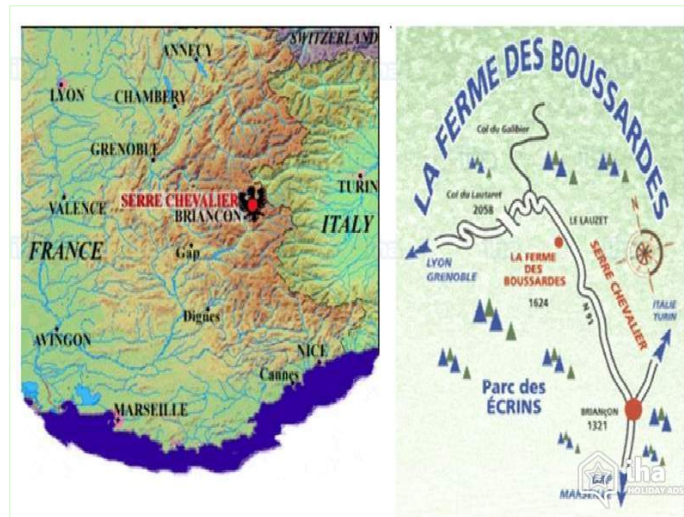 ANNECY
SWITZERLAND
LYON
CHAMBERY
GRENOBLE
SERRE CHEVALIER
TURIN
VALENCE
BRIANCON
FRANCE
Gap
ITALY
Dignes
AVINGON
NICE
Cannes
MARSEILLE
LA FERME DES BOUSSARDES
Col du Galibier
Col du Lautaret
2058
LE LAUZET
N
LYON
GRENOBLE
LA FERME
DES
BOUSSARDES
1624
SERRE CHEVALIER
N 91
ITALIE
TURIN
Parc des
ÉCRINS
BRIANÇON
1321
GAP
MARSEILLE
iha
HOLIDAY ADS